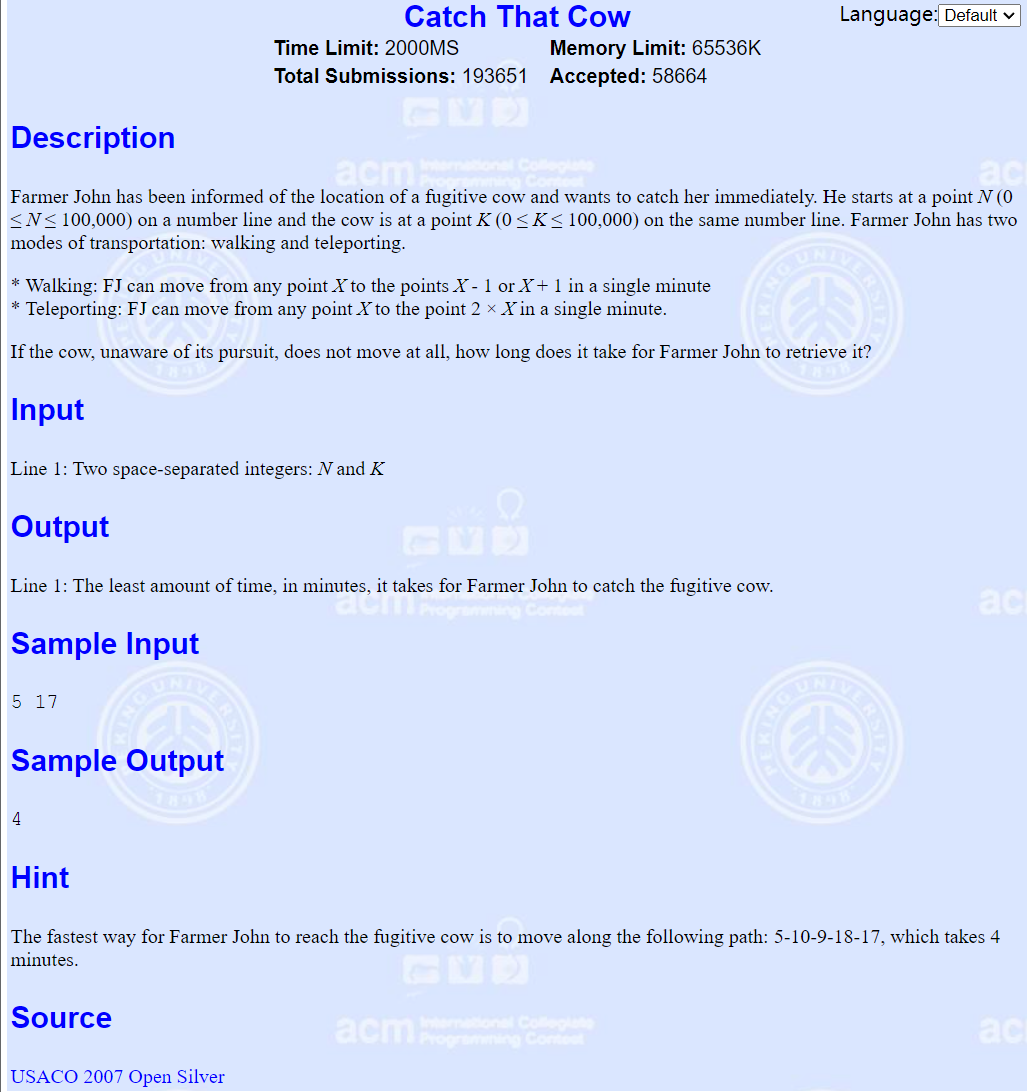 Catch That Cow
Language: Default
Time Limit: 2000MS Memory Limit: 65536K
Total Submissions: 193651 Accepted: 58664
Description
Farmer John has been informed of the location of a fugitive cow and wants to catch her immediately. He starts at a point N (0
≤ N ≤ 100,000) on a number line and the cow is at a point K (0 ≤ K ≤ 100,000) on the same number line. Farmer John has two
modes of transportation: walking and teleporting.
* Walking: FJ can move from any point X to the points X - 1 or X + 1 in a single minute
* Teleporting: FJ can move from any point X to the point 2 × X in a single minute.
If the cow, unaware of its pursuit, does not move at all, how long does it take for Farmer John to retrieve it?
Input
Line 1: Two space-separated integers: N and K
Output
Line 1: The least amount of time, in minutes, it takes for Farmer John to catch the fugitive cow.
Sample Input
5 17
Sample Output
4
Hint
The fastest way for Farmer John to reach the fugitive cow is to move along the following path: 5-10-9-18-17, which takes 4
minutes.
Source
USACO 2007 Open Silver
acm International Collegiate
Programming Contest
PEKING UNIVERSITY
1898